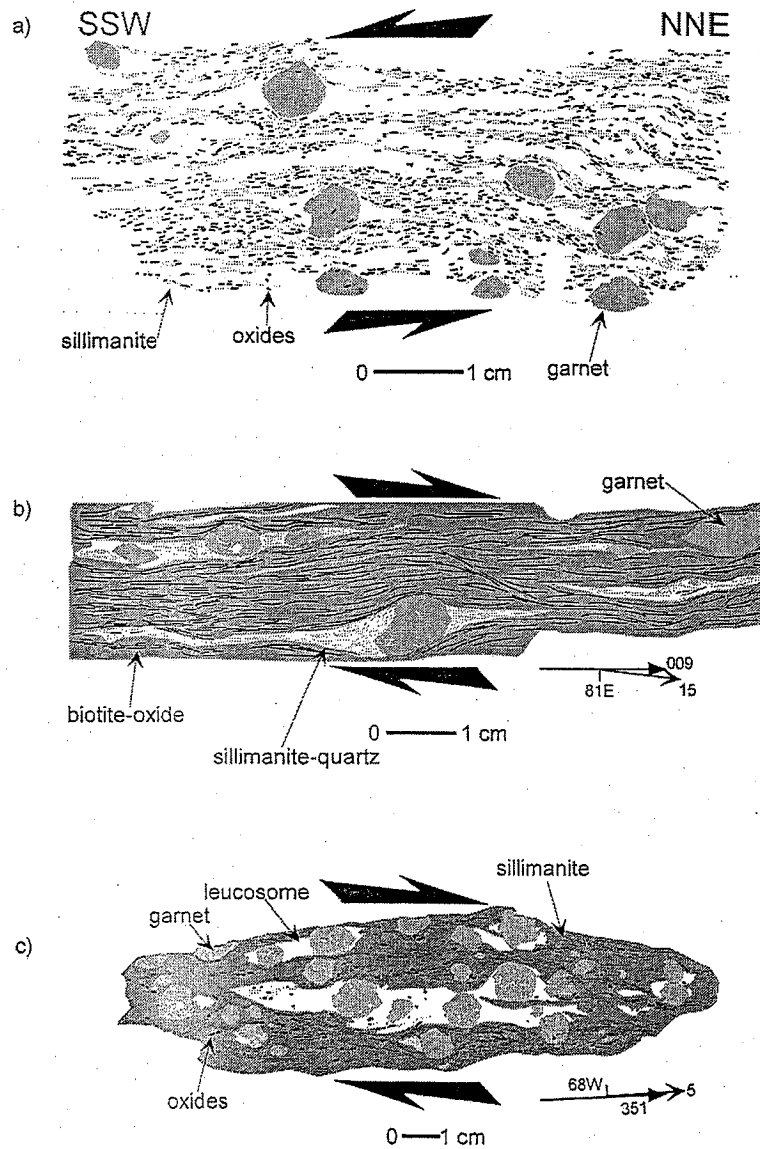 a)
SSW
NNE
sillimanite
oxides
garnet
0 1 cm
b)
garnet
009
81E
15
biotite-oxide
0 1 cm
sillimanite-quartz
c)
sillimanite
leucosome
garnet
oxides
68W
5
351
0 1 cm